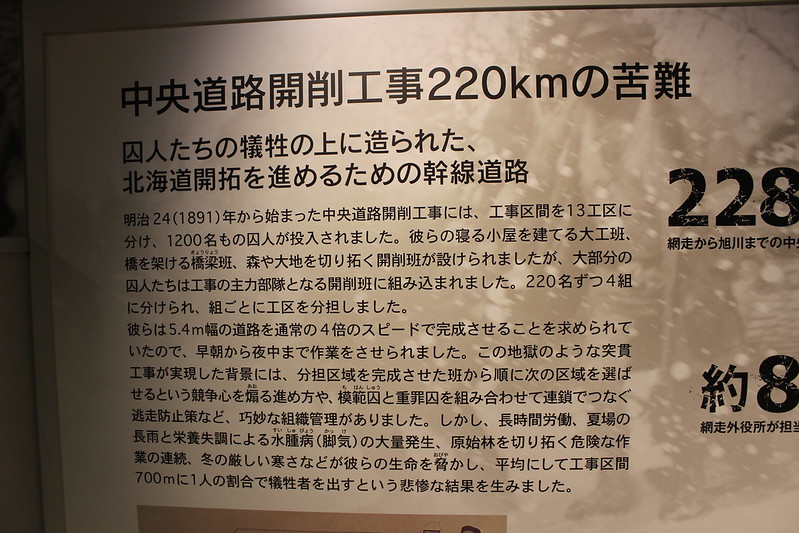 中央道路開削工事220kmの苦難
囚人たちの犠牲の上に造られた、
北海道開拓を進めるための幹線道路
明治24(1891)年から始まった中央道路開削工事には、工事区間を13工区に
分け、1200名もの囚人が投入されました。彼らの寝る小屋を建てる大工班、
橋を架ける橋梁班、森や大地を切り拓く開削班が設けられましたが、大部分の
囚人たちは工事の主力部隊となる開削班に組み込まれました。220名ずつ4組
に分けられ、組ごとに工区を分担しました。
彼らは5.4m幅の道路を通常の4倍のスピードで完成させることを求められて
いたので、早朝から夜中まで作業をさせられました。この地獄のような突貫
工事が実現した背景には、分担区域を完成させた班から順に次の区域を選ば
せるという競争心を煽る進め方や、模範囚と重罪囚を組み合わせて連鎖でつなぐ
逃走防止策など、巧妙な組織管理がありました。しかし、長時間労働、夏場の
長雨と栄養失調による水腫病(脚気)の大量発生、原始林を切り拓く危険な作
業の連続、冬の厳しい寒さなどが彼らの生命を脅かし、平均にして工事区間
700mに1人の割合で犠牲者を出すという悲惨な結果を生みました。
228
網走から旭川までの中央
約8
網走外役所が担当